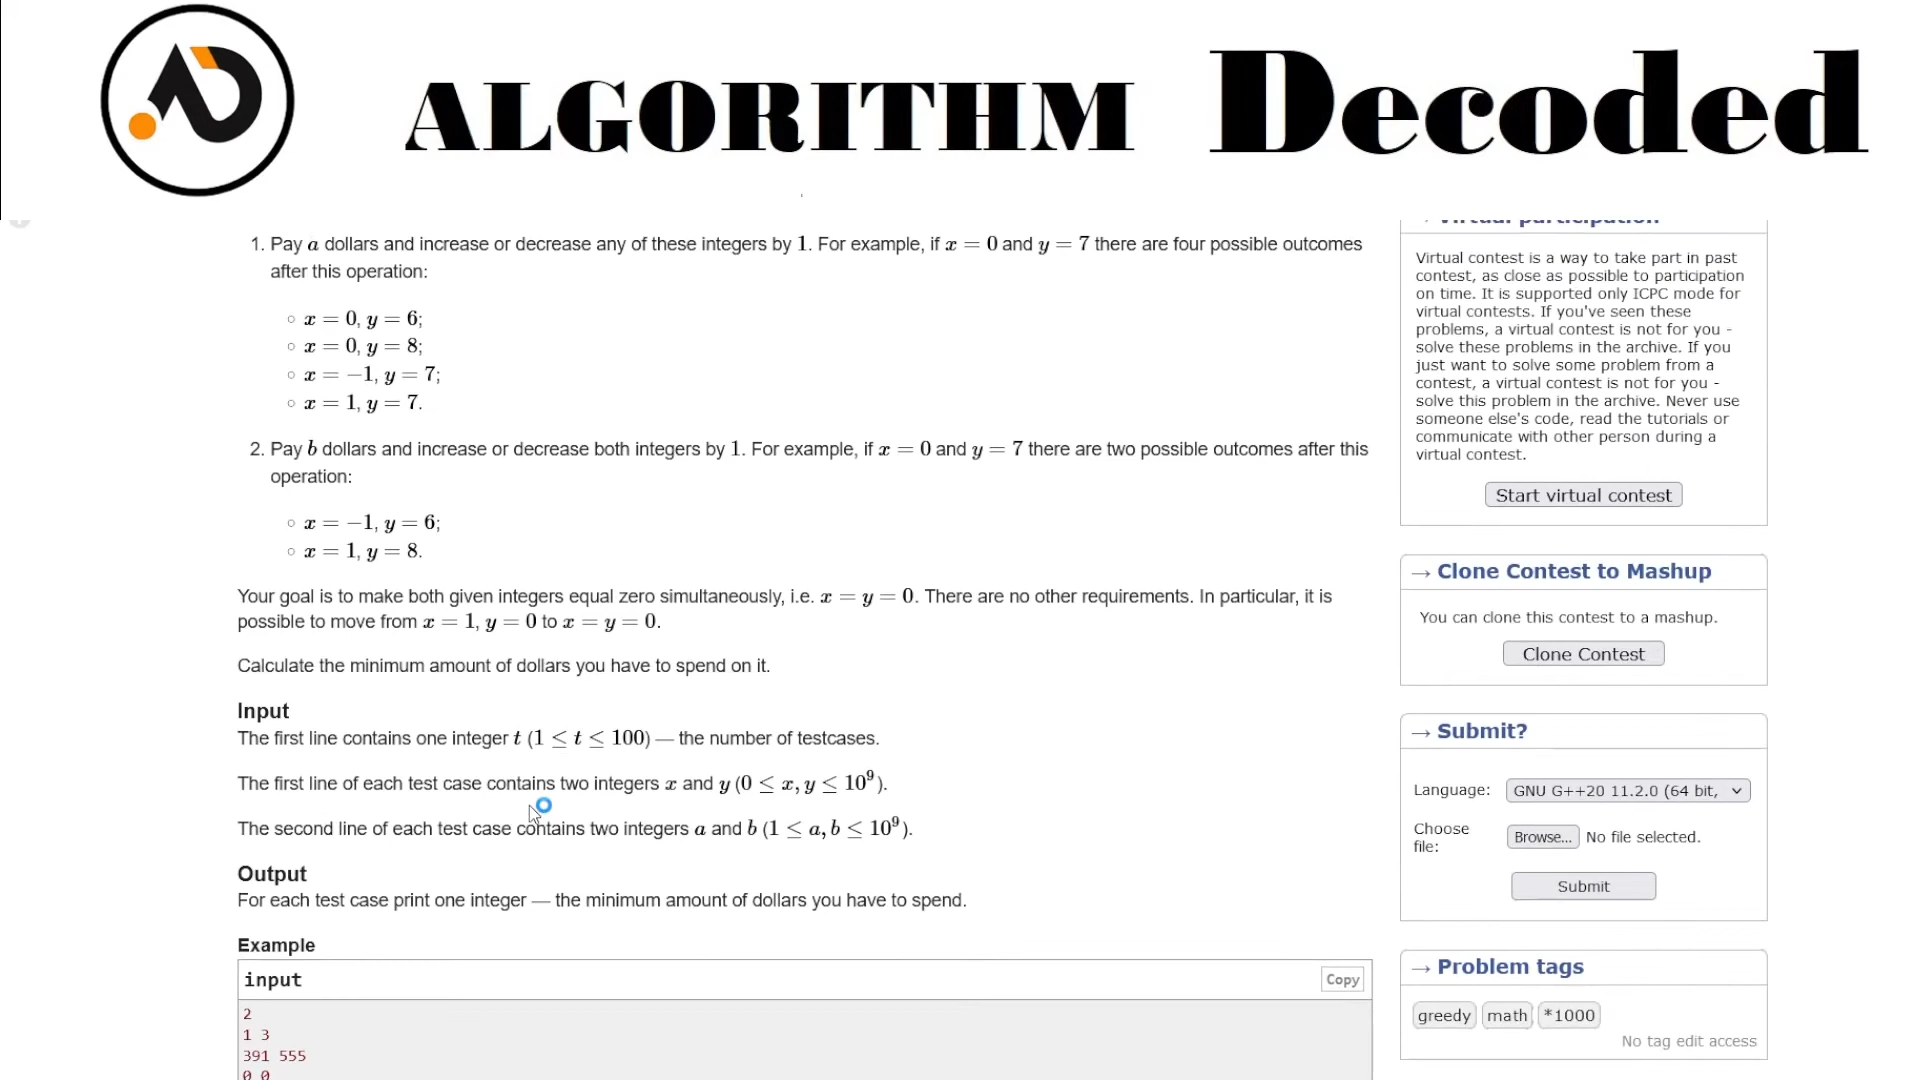 ALGORITHM Decoded
1. Pay a dollars and increase or decrease any of these integers by 1. For example, if x = 0 and y = 7 there are four possible outcomes
after this operation:
○ x = 0, y = 6;
○ x = 0, y = 8;
○ x = −1, y = 7;
○ x = 1, y = 7.
2. Pay b dollars and increase or decrease both integers by 1. For example, if x = 0 and y = 7 there are two possible outcomes after this
operation:
○ x = −1, y = 6;
○ x = 1, y = 8.
Your goal is to make both given integers equal zero simultaneously, i.e. x = y = 0. There are no other requirements. In particular, it is
possible to move from x = 1, y = 0 to x = y = 0.
Calculate the minimum amount of dollars you have to spend on it.
Input
The first line contains one integer t (1 ≤ t ≤ 100) — the number of testcases.
The first line of each test case contains two integers x and y (0 ≤ x, y ≤ 10⁹).
The second line of each test case contains two integers a and b (1 ≤ a, b ≤ 10⁹).
Output
For each test case print one integer — the minimum amount of dollars you have to spend.
Example
input
Copy
2
1 3
391 555
0 0
→ Virtual participation
Virtual contest is a way to take part in past
contest, as close as possible to participation
on time. It is supported only ICPC mode for
virtual contests. If you've seen these
problems, a virtual contest is not for you -
solve these problems in the archive. If you
just want to solve some problem from a
contest, a virtual contest is not for you -
solve this problem in the archive. Never use
someone else's code, read the tutorials or
communicate with other person during a
virtual contest.
Start virtual contest
→ Clone Contest to Mashup
You can clone this contest to a mashup.
Clone Contest
→ Submit?
Language: GNU G++20 11.2.0 (64 bit,
Choose
file:
Browse... No file selected.
Submit
→ Problem tags
greedy math *1000
No tag edit access